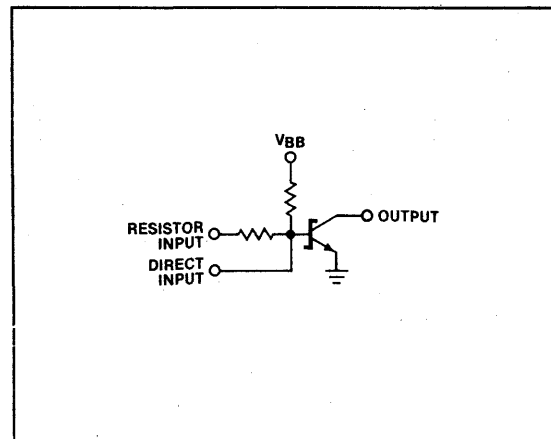 VBB
RESISTOR
INPUT
OUTPUT
DIRECT
INPUT